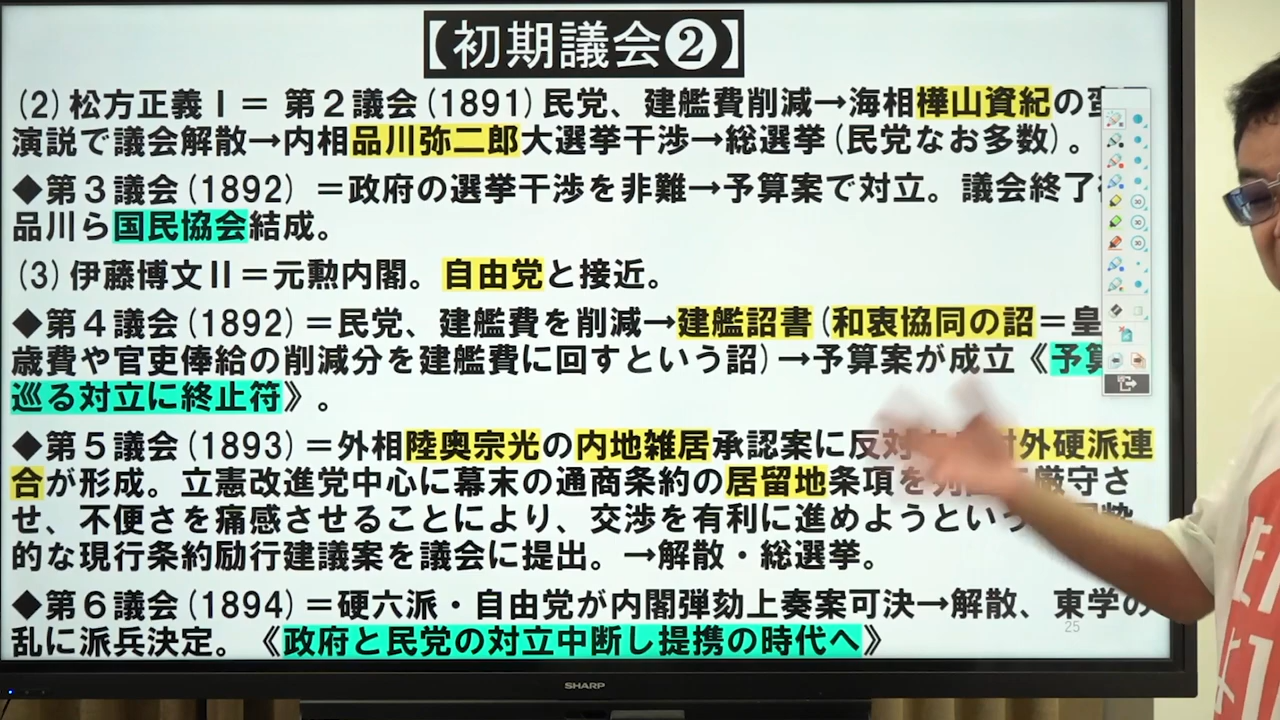 【初期議会❷】
(2)松方正義Ⅰ＝ 第２議会(1891)民党、建艦費削減→海相樺山資紀の蛮
演説で議会解散→内相品川弥二郎大選挙干渉→総選挙(民党なお多数)。
◆第３議会(1892) ＝政府の選挙干渉を非難→予算案で対立。議会終了
品川ら国民協会結成。
(3)伊藤博文Ⅱ＝元勲内閣。自由党と接近。
◆第４議会(1892)＝民党、建艦費を削減→建艦詔書(和衷協同の詔＝皇
歳費や官吏俸給の削減分を建艦費に回すという詔)→予算案が成立《予算
巡る対立に終止符》。
◆第５議会(1893)＝外相陸奥宗光の内地雑居承認案に反対 対外硬派連
合が形成。立憲改進党中心に幕末の通商条約の居留地条項を 厳守さ
せ、不便さを痛感させることにより、交渉を有利に進めようという
的な現行条約励行建議案を議会に提出。→解散・総選挙。
◆第６議会(1894)＝硬六派・自由党が内閣弾劾上奏案可決→解散、東学の
乱に派兵決定。《政府と民党の対立中断し提携の時代へ》
25
SHARP